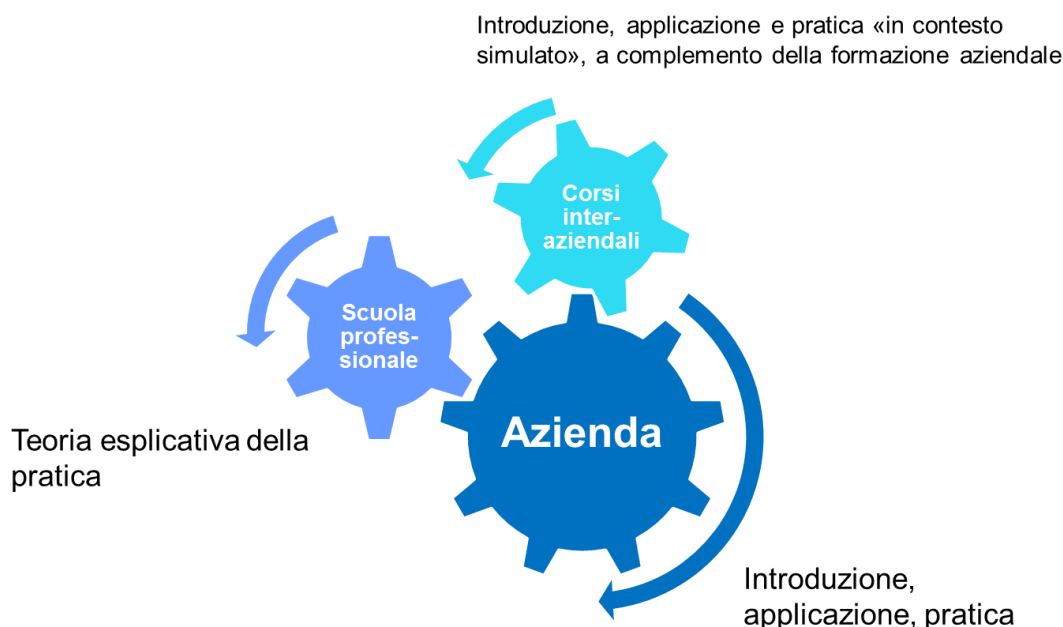 Introduzione, applicazione e pratica «in contesto
simulato», a complemento della formazione aziendale
Corsi
inter-
aziendali
Scuola
profes-
sionale
Azienda
Teoria esplicativa della
pratica
Introduzione,
applicazione, pratica